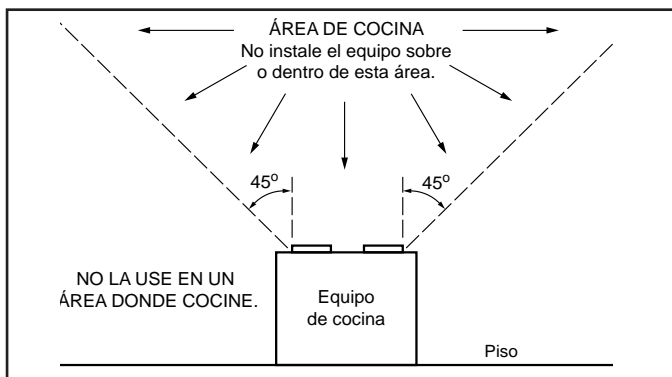 ÁREA DE COCINA
No instale el equipo sobre
o dentro de esta área.
45º
45º
NO LA USE EN UN
ÁREA DONDE COCINE.
Equipo
de cocina
Piso